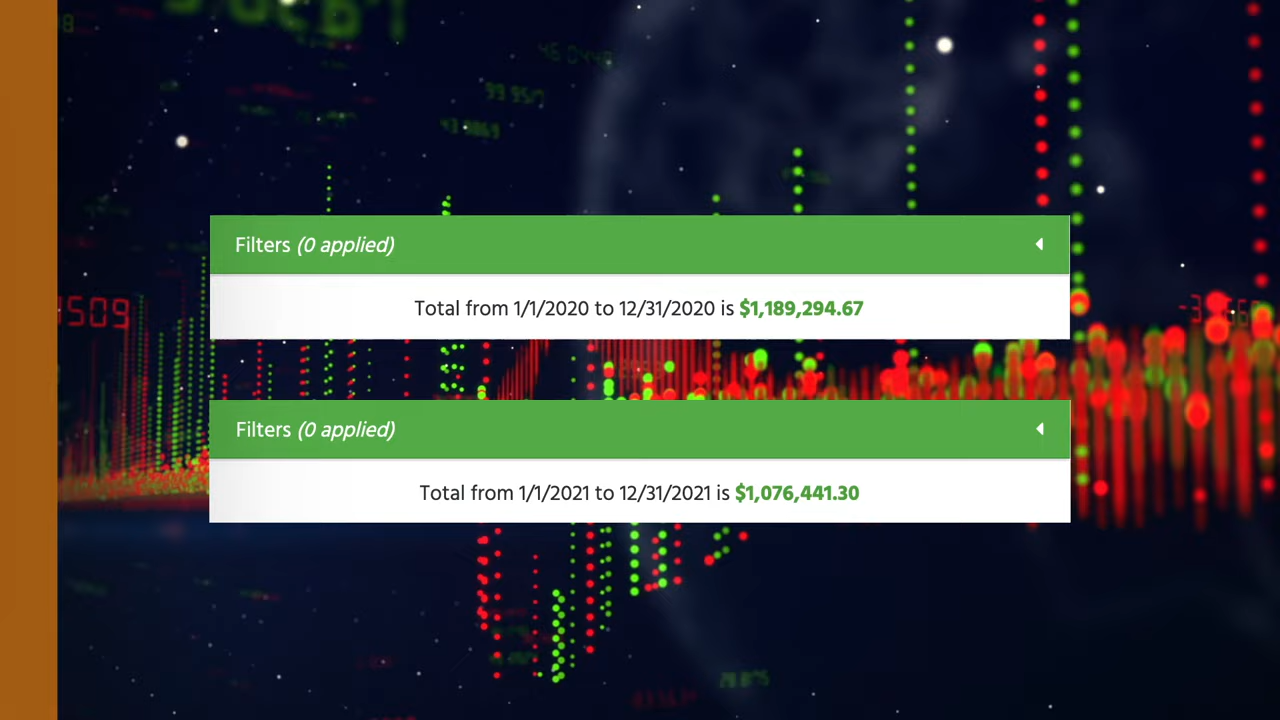 Filters (0 applied)
Total from 1/1/2020 to 12/31/2020 is $1,189,294.67
Filters (0 applied)
Total from 1/1/2021 to 12/31/2021 is $1,076,441.30